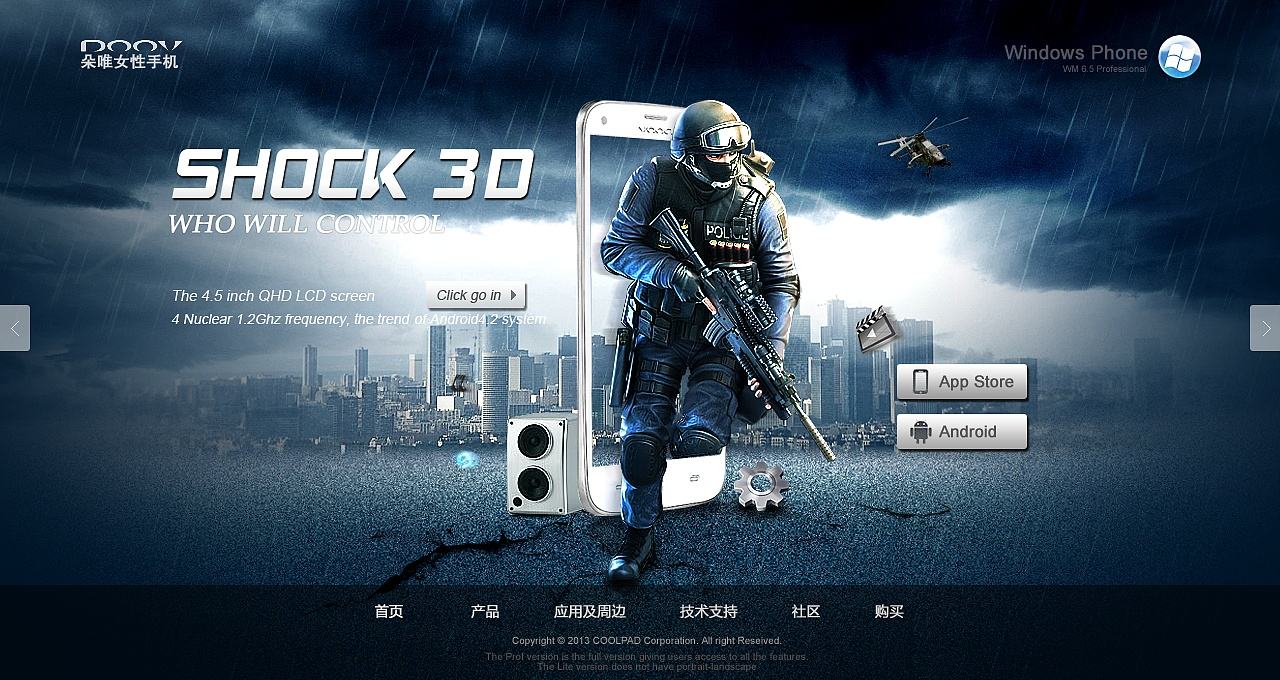 DOOV
朵唯女性手机
Windows Phone
WM 6.5 Professional
SHOCK 3D
WHO WILL CONTROL
The 4.5 inch QHD LCD screen
Click go in
4 Nuclear 1.2Ghz frequency, the trend of Android4.2 system
POLICE
App Store
Android
首页 产品 应用及周边 技术支持 社区 购买
Copyright © 2013 COOLPAD Corporation. All right Reseived.
The Prof version is the full version giving users access to all the features.
The Lite version does not have portrait-landscape